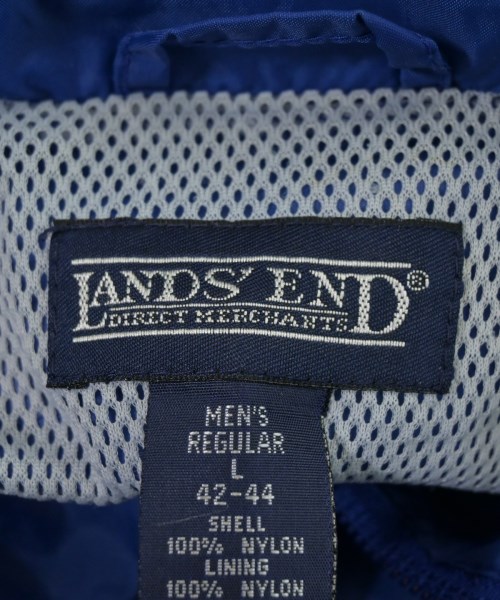 LANDS' END®
DIRECT MERCHANTS
MEN'S
REGULAR
L
42-44
SHELL
100% NYLON
LINING
100% NYLON